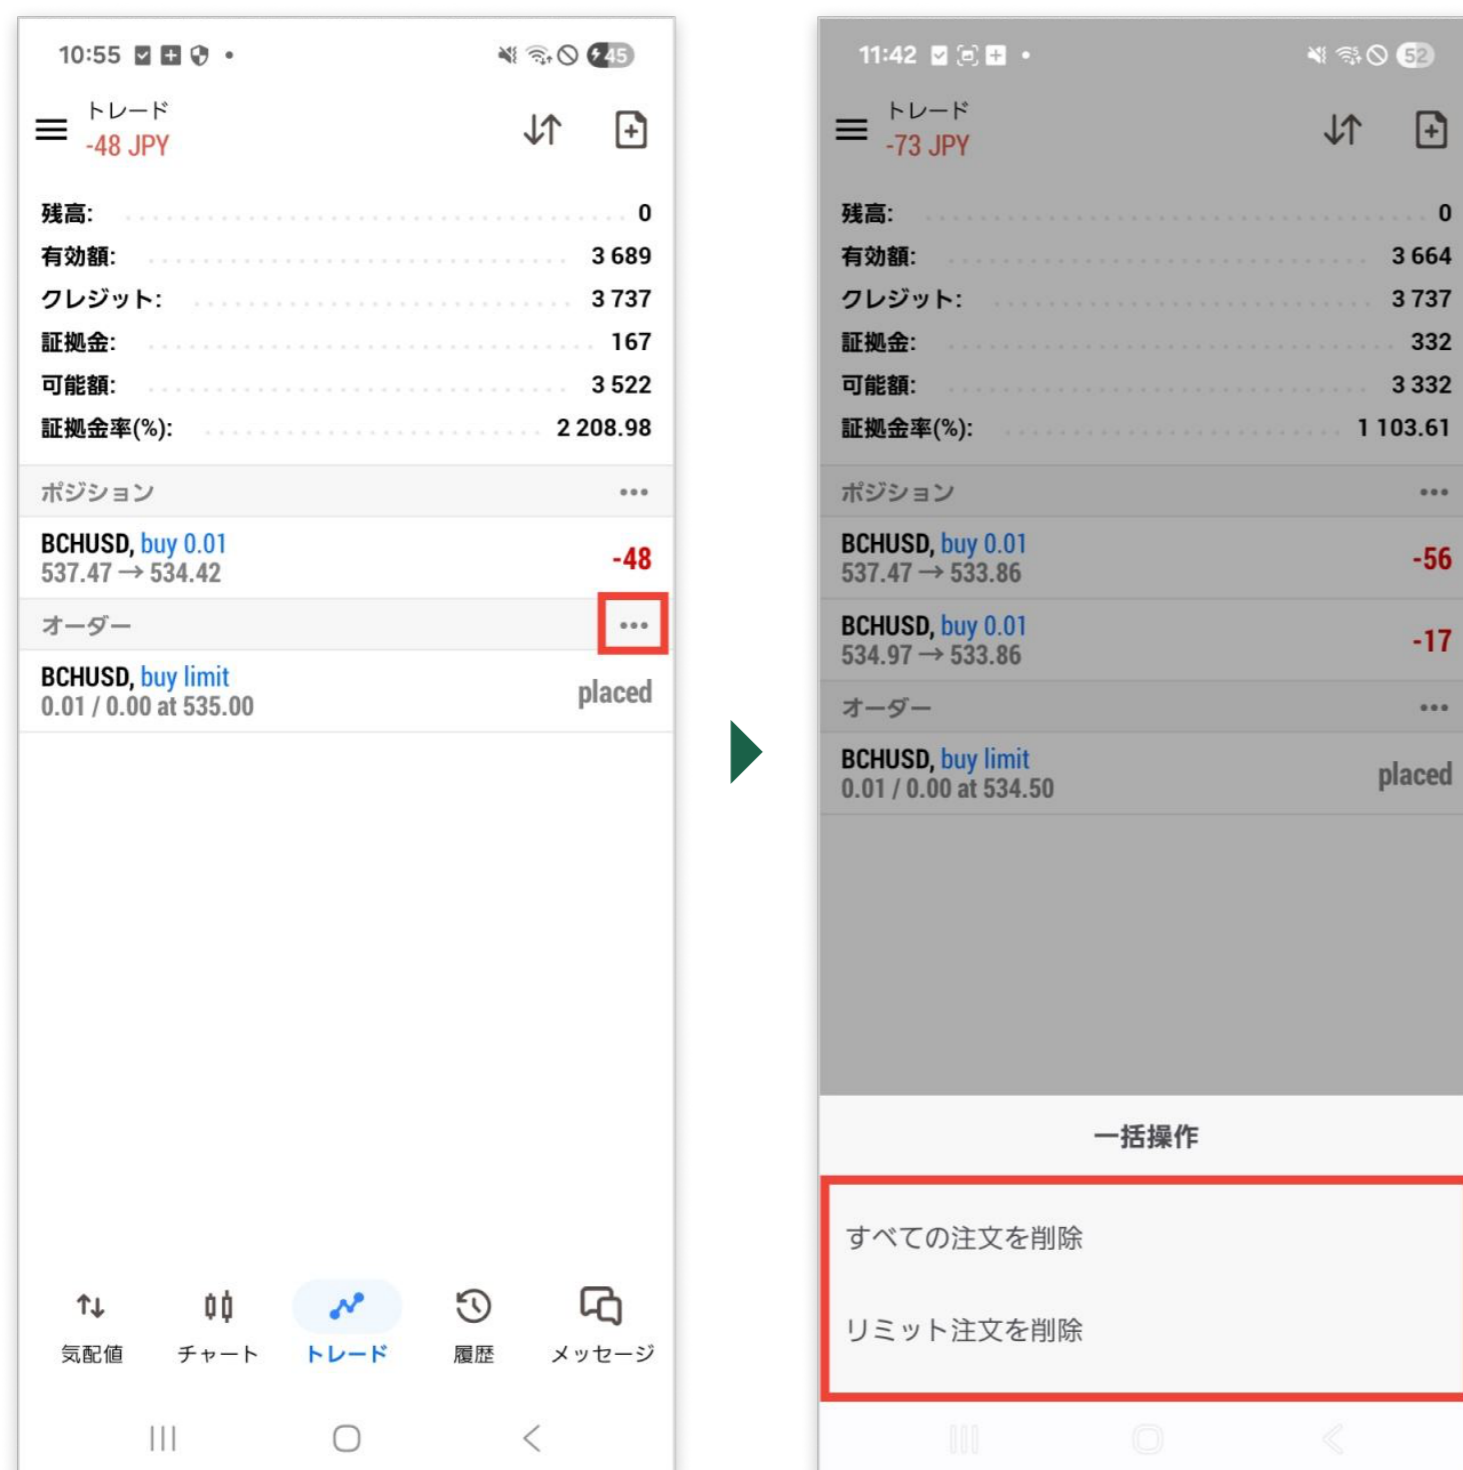 10:55
45
トレード
-48 JPY
残高: 0
有効額: 3 689
クレジット: 3 737
証拠金: 167
可能額: 3 522
証拠金率(%): 2 208.98
ポジション
BCHUSD, buy 0.01
-48
537.47 → 534.42
オーダー
BCHUSD, buy limit
placed
0.01 / 0.00 at 535.00
気配値 チャート トレード 履歴 メッセージ
11:42
52
トレード
-73 JPY
残高: 0
有効額: 3 664
クレジット: 3 737
証拠金: 332
可能額: 3 332
証拠金率(%): 1 103.61
ポジション
BCHUSD, buy 0.01
-56
537.47 → 533.86
BCHUSD, buy 0.01
-17
534.97 → 533.86
オーダー
BCHUSD, buy limit
placed
0.01 / 0.00 at 534.50
一括操作
すべての注文を削除
リミット注文を削除